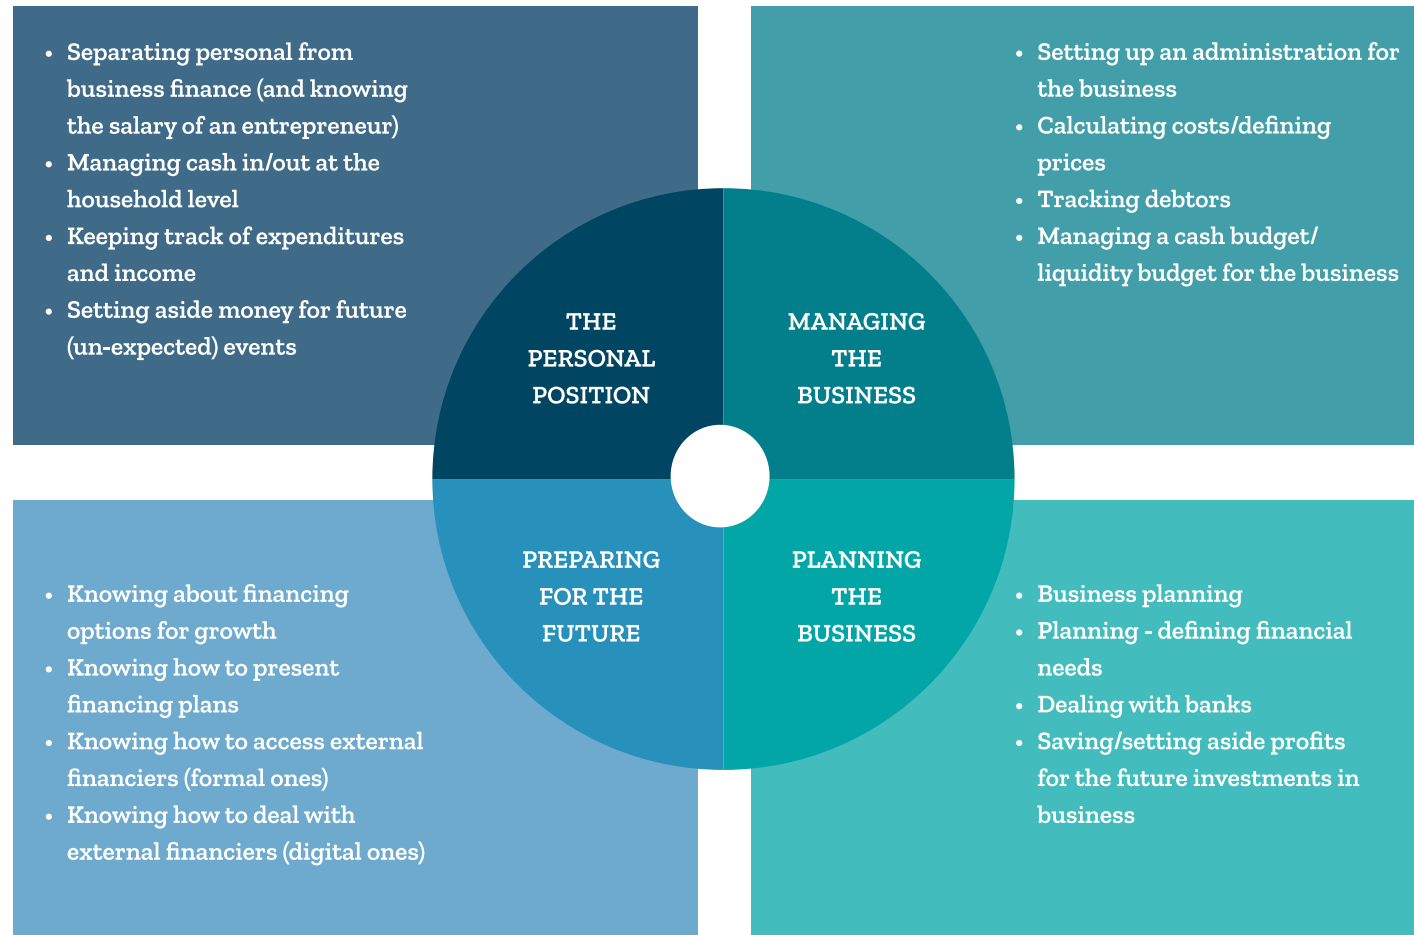 • Separating personal from
business finance (and knowing
the salary of an entrepreneur)
• Managing cash in/out at the
household level
• Keeping track of expenditures
and income
• Setting aside money for future
(un-expected) events
• Setting up an administration for
the business
• Calculating costs/defining
prices
• Tracking debtors
• Managing a cash budget/
liquidity budget for the business
THE
PERSONAL
POSITION
MANAGING
THE
BUSINESS
PREPARING
FOR THE
FUTURE
PLANNING
THE
BUSINESS
• Knowing about financing
options for growth
• Knowing how to present
financing plans
• Knowing how to access external
financiers (formal ones)
• Knowing how to deal with
external financiers (digital ones)
• Business planning
• Planning - defining financial
needs
• Dealing with banks
• Saving/setting aside profits
for the future investments in
business